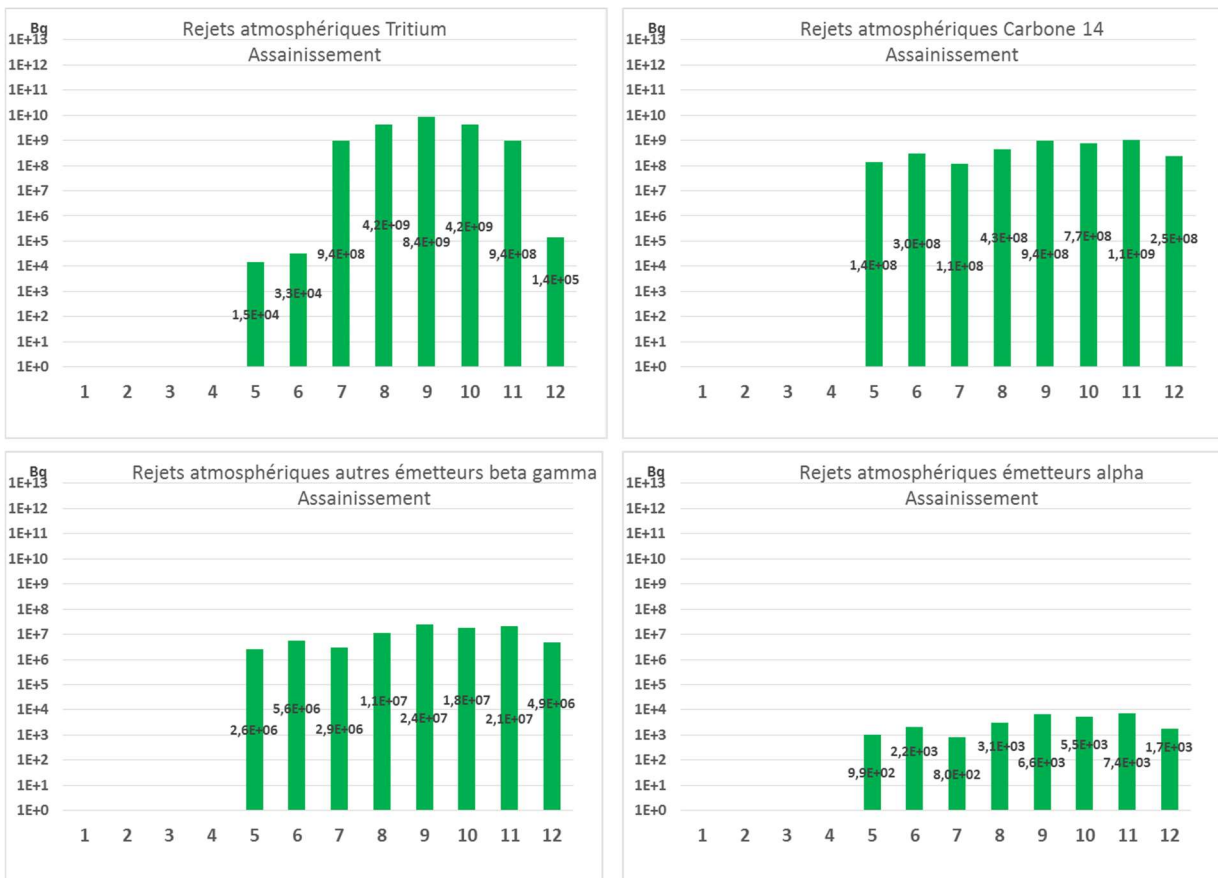 Bg
Rejets atmosphériques Tritium
Assainissement
1E+13
1E+12
1E+11
1E+10
1E+9
1E+8
1E+7
1E+6
1E+5
1E+4
1E+3
1E+2
1E+1
1E+0
1,5E+04
3,3E+04
9,4E+08
4,2E+09
8,4E+09
4,2E+09
9,4E+08
1,4E+05
1 2 3 4 5 6 7 8 9 10 11 12
Bg
Rejets atmosphériques Carbone 14
Assainissement
1E+13
1E+12
1E+11
1E+10
1E+9
1E+8
1E+7
1E+6
1E+5
1E+4
1E+3
1E+2
1E+1
1E+0
1,4E+08
3,0E+08
1,1E+08
4,3E+08
9,4E+08
7,7E+08
1,1E+09
2,5E+08
1 2 3 4 5 6 7 8 9 10 11 12
Bg
Rejets atmosphériques autres émetteurs beta gamma
Assainissement
1E+13
1E+12
1E+11
1E+10
1E+9
1E+8
1E+7
1E+6
1E+5
1E+4
1E+3
1E+2
1E+1
1E+0
2,6E+06
5,6E+06
2,9E+06
1,1E+07
2,4E+07
1,8E+07
2,1E+07
4,9E+06
1 2 3 4 5 6 7 8 9 10 11 12
Bg
Rejets atmosphériques émetteurs alpha
Assainissement
1E+13
1E+12
1E+11
1E+10
1E+9
1E+8
1E+7
1E+6
1E+5
1E+4
1E+3
1E+2
1E+1
1E+0
9,9E+02
2,2E+03
8,0E+02
3,1E+03
6,6E+03
5,5E+03
7,4E+03
1,7E+03
1 2 3 4 5 6 7 8 9 10 11 12